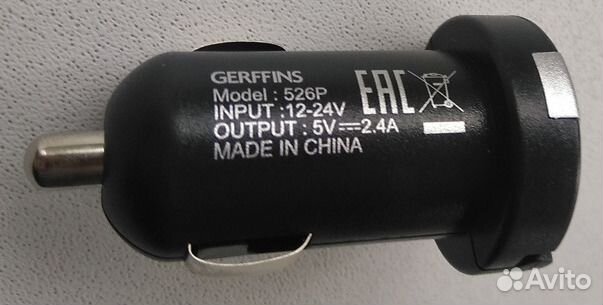 GERFFINS
Model : 526P
INPUT :12-24V
OUTPUT : 5V⎓2.4A
MADE IN CHINA
EAC
Avito